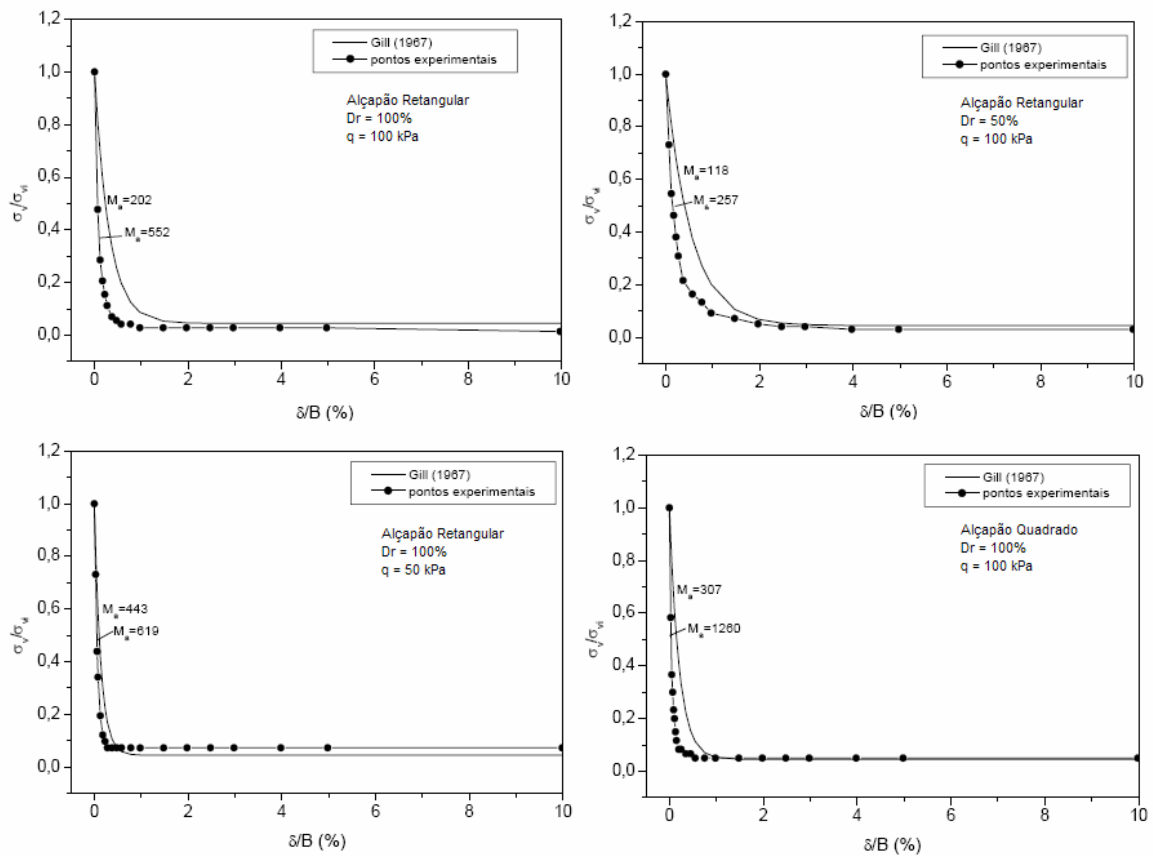 1,2
1,0
0,8
0,6
0,4
0,2
0,0
σv/σvi
Gill (1967)
pontos experimentais
Alçapão Retangular
Dr = 100%
q = 100 kPa
Ma=202
Ma=552
0 2 4 6 8 10
δ/B (%)
1,2
1,0
0,8
0,6
0,4
0,2
0,0
σv/σvi
Gill (1967)
pontos experimentais
Alçapão Retangular
Dr = 50%
q = 100 kPa
Ma=118
Ma=257
0 2 4 6 8 10
δ/B (%)
1,2
1,0
0,8
0,6
0,4
0,2
0,0
σv/σvi
Gill (1967)
pontos experimentais
Alçapão Retangular
Dr = 100%
q = 50 kPa
Ma=443
Ma=619
0 2 4 6 8 10
δ/B (%)
1,2
1,0
0,8
0,6
0,4
0,2
0,0
σv/σvi
Gill (1967)
pontos experimentais
Alçapão Quadrado
Dr = 100%
q = 100 kPa
Ma=307
Ma=1260
0 2 4 6 8 10
δ/B (%)